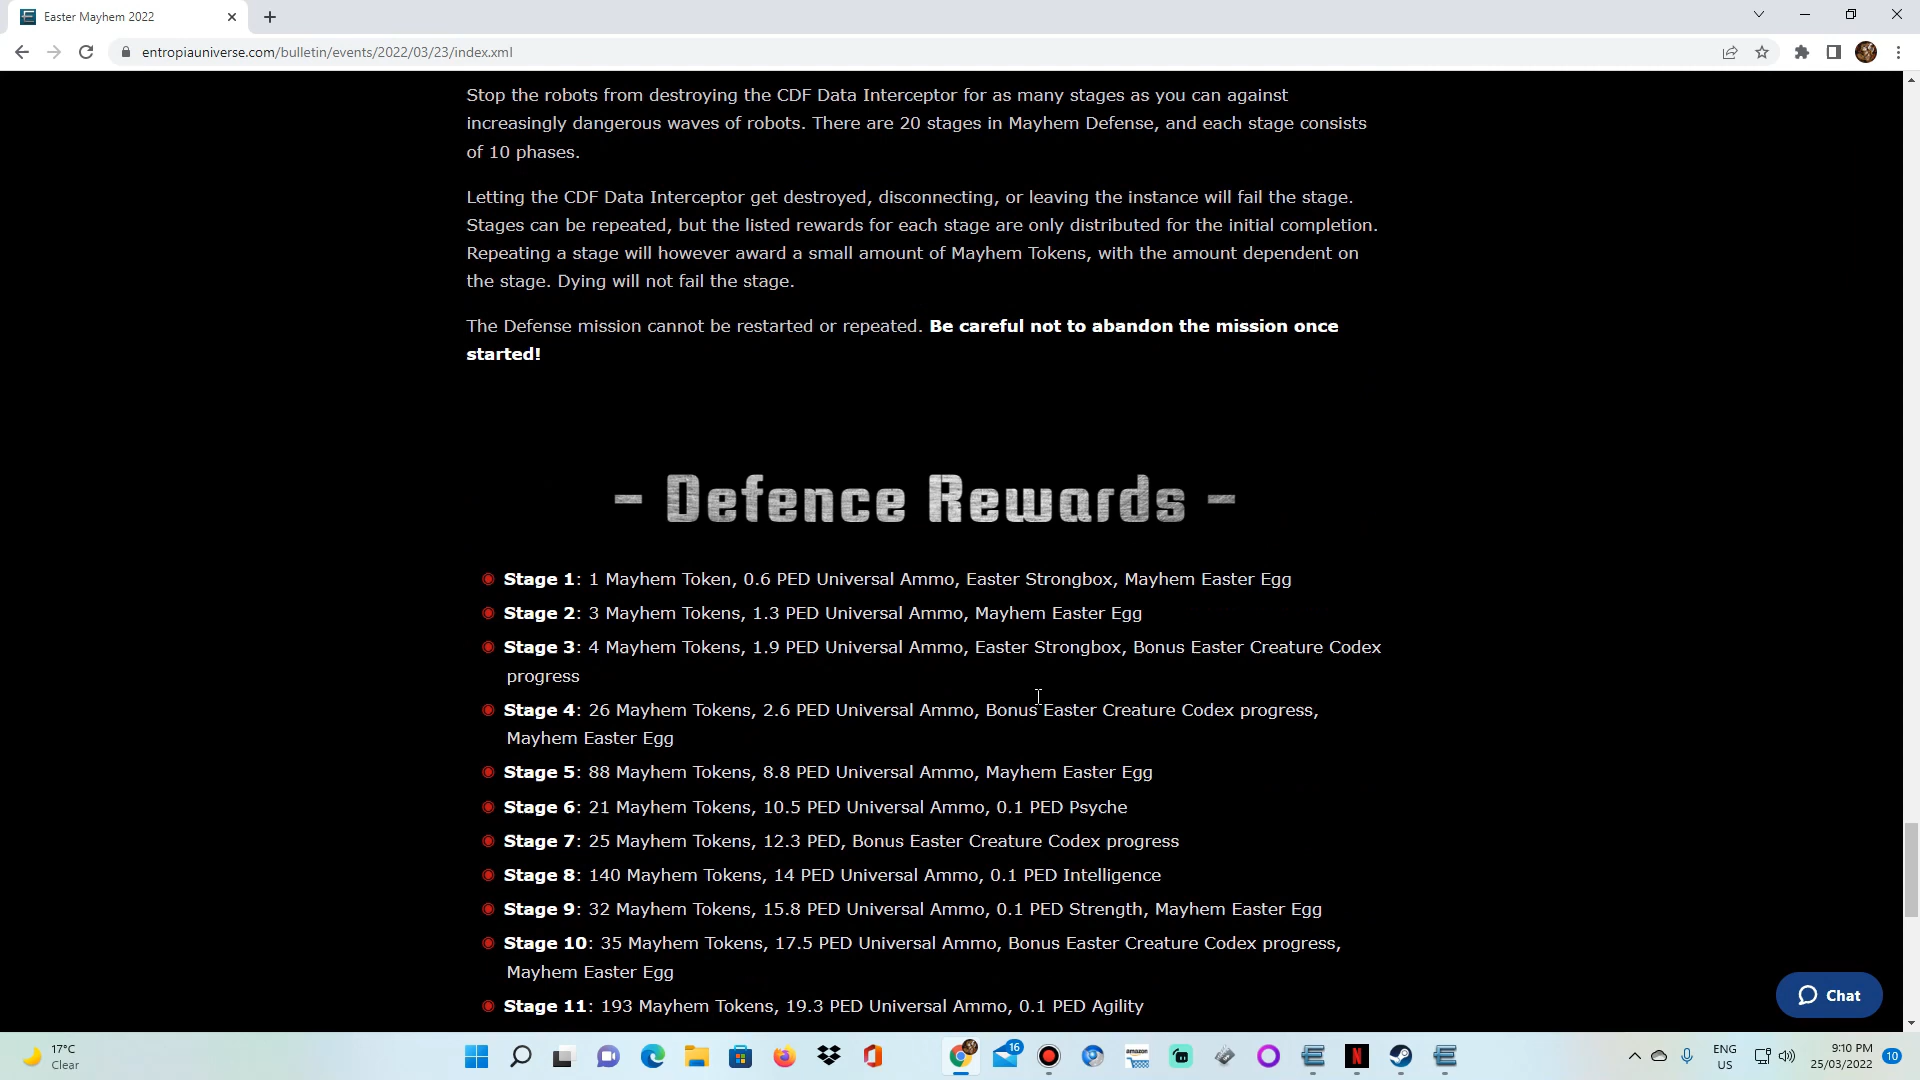 Easter Mayhem 2022
entropiauniverse.com/bulletin/events/2022/03/23/index.xml
Stop the robots from destroying the CDF Data Interceptor for as many stages as you can against
increasingly dangerous waves of robots. There are 20 stages in Mayhem Defense, and each stage consists
of 10 phases.
Letting the CDF Data Interceptor get destroyed, disconnecting, or leaving the instance will fail the stage.
Stages can be repeated, but the listed rewards for each stage are only distributed for the initial completion.
Repeating a stage will however award a small amount of Mayhem Tokens, with the amount dependent on
the stage. Dying will not fail the stage.
The Defense mission cannot be restarted or repeated. Be careful not to abandon the mission once
started!
- Defence Rewards -
Stage 1: 1 Mayhem Token, 0.6 PED Universal Ammo, Easter Strongbox, Mayhem Easter Egg
Stage 2: 3 Mayhem Tokens, 1.3 PED Universal Ammo, Mayhem Easter Egg
Stage 3: 4 Mayhem Tokens, 1.9 PED Universal Ammo, Easter Strongbox, Bonus Easter Creature Codex
progress
Stage 4: 26 Mayhem Tokens, 2.6 PED Universal Ammo, Bonus Easter Creature Codex progress,
Mayhem Easter Egg
Stage 5: 88 Mayhem Tokens, 8.8 PED Universal Ammo, Mayhem Easter Egg
Stage 6: 21 Mayhem Tokens, 10.5 PED Universal Ammo, 0.1 PED Psyche
Stage 7: 25 Mayhem Tokens, 12.3 PED, Bonus Easter Creature Codex progress
Stage 8: 140 Mayhem Tokens, 14 PED Universal Ammo, 0.1 PED Intelligence
Stage 9: 32 Mayhem Tokens, 15.8 PED Universal Ammo, 0.1 PED Strength, Mayhem Easter Egg
Stage 10: 35 Mayhem Tokens, 17.5 PED Universal Ammo, Bonus Easter Creature Codex progress,
Mayhem Easter Egg
Stage 11: 193 Mayhem Tokens, 19.3 PED Universal Ammo, 0.1 PED Agility
Chat
17°C
Clear
16
amazon
N
ENG
US
9:10 PM
25/03/2022
10